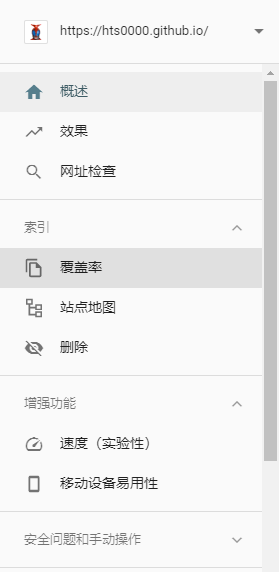 https://hts0000.github.io/
概述
效果
网址检查
索引
覆盖率
站点地图
删除
增强功能
速度（实验性）
移动设备易用性
安全问题和手动操作